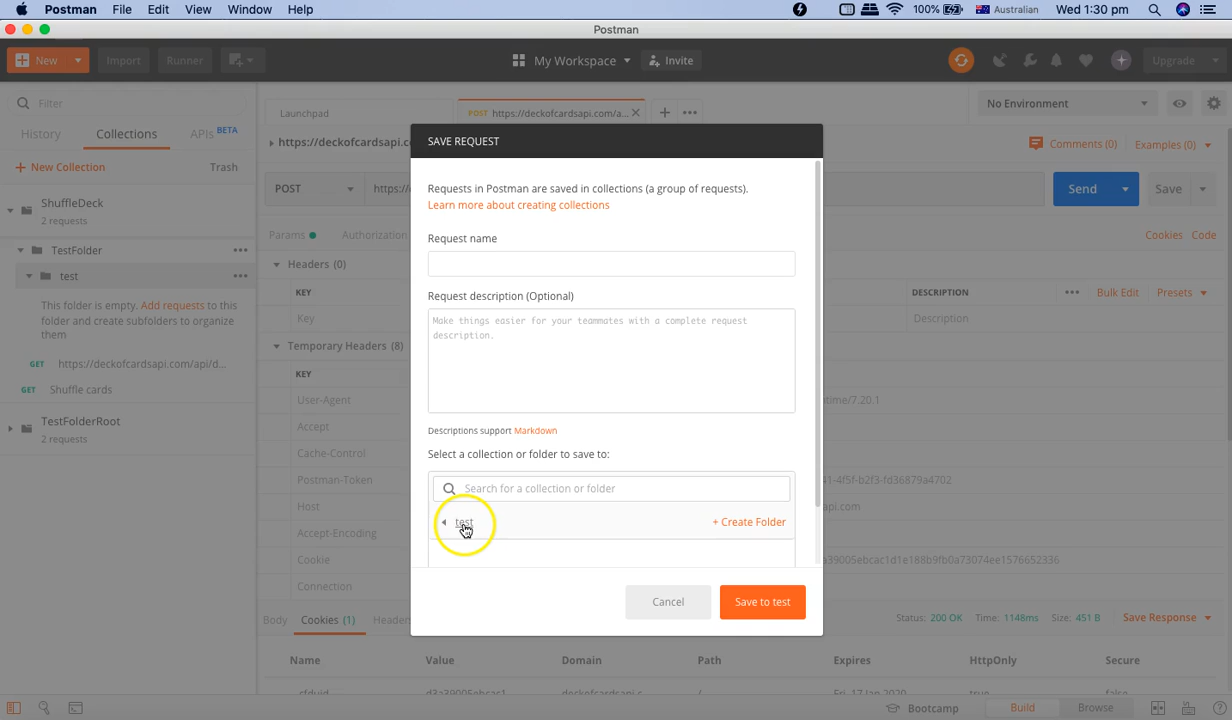 Postman File Edit View Window Help 100% Australian Wed 1:30 pm
Postman
New Import Runner My Workspace Invite Upgrade
Filter
History Collections APIs BETA
New Collection Trash
ShuffleDeck
2 requests
TestFolder
test
This folder is empty. Add requests to this
folder and create subfolders to organize
them
GET https://deckofcardsapi.com/api/d...
GET Shuffle cards
TestFolderRoot
2 requests
Launchpad POST https://deckofcardsapi.com/a... No Environment
https://deckofcardsapi.c Comments (0) Examples (0)
POST Send Save
Params Authorization Cookies Code
Headers (0)
KEY DESCRIPTION Bulk Edit Presets
Key Description
Temporary Headers (8)
KEY
User-Agent
Accept
Cache-Control
Postman-Token
Host
Accept-Encoding
Cookie
Connection
SAVE REQUEST
Requests in Postman are saved in collections (a group of requests).
Learn more about creating collections
Request name
Request description (Optional)
Make things easier for your teammates with a complete request
description.
Descriptions support Markdown
Select a collection or folder to save to:
Search for a collection or folder
test + Create Folder
Cancel Save to test
Body Cookies (1) Headers Status: 200 OK Time: 1148ms Size: 451 B Save Response
Name Value Domain Path Expires HttpOnly Secure
Bootcamp Build Browse